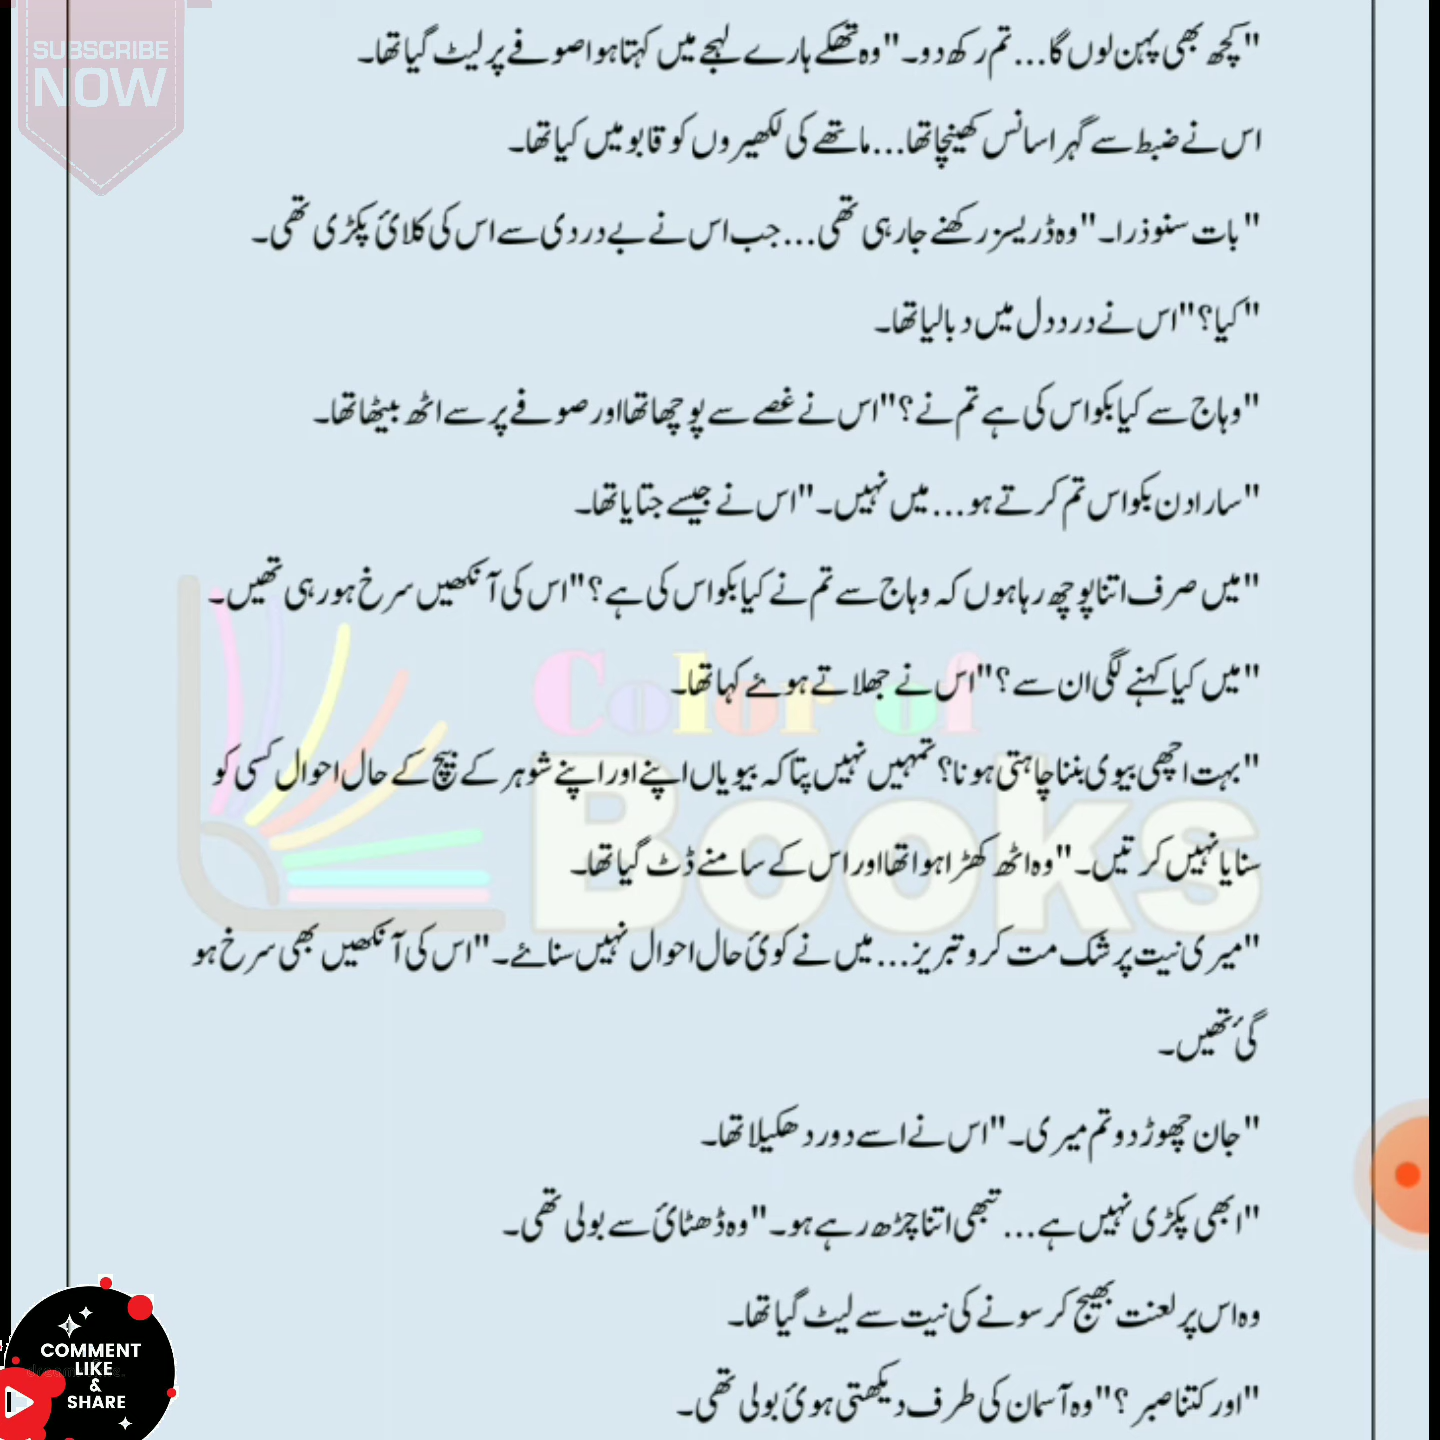 SUBSCRIBE
NOW
"کچھ بھی پہن لوں گا...تم رکھ دو۔"وہ تھکے ہارے لہجے میں کہتا ہوا صوفے پر لیٹ گیا تھا۔
اس نے ضبط سے گہرا سانس کھینچا تھا...ماتھے کی لکھیروں کو قابو میں کیا تھا۔
"بات سنو ذرا۔"وہ ڈریسز رکھنے جا رہی تھی...جب اس نے بے دردی سے اس کی کلائ پکڑی تھی۔
"کیا؟"اس نے درد دل میں دبا لیا تھا۔
"وہاج سے کیا بکواس کی ہے تم نے؟"اس نے غصے سے پوچھا تھا اور صوفے پر سے اٹھ بیٹھا تھا۔
"سارا دن بکواس تم کرتے ہو...میں نہیں۔"اس نے جیسے جتایا تھا۔
"میں صرف اتنا پوچھ رہا ہوں کہ وہاج سے تم نے کیا بکواس کی ہے؟"اس کی آنکھیں سرخ ہو رہی تھیں۔
"میں کیا کہنے لگی ان سے؟"اس نے جھلاتے ہوئے کہا تھا۔
"بہت اچھی بیوی بننا چاہتی ہو نا؟ تمہیں نہیں پتا کہ بیویاں اپنے اور اپنے شوہر کے بیچ کے حال احوال کسی کو
سنایا نہیں کرتیں۔"وہ اٹھ کھڑا ہوا تھا اور اس کے سامنے ڈٹ گیا تھا۔
"میری نیت پر شک مت کرو تبریز...میں نے کوئ حال احوال نہیں سنائے۔"اس کی آنکھیں بھی سرخ ہو
گئ تھیں۔
"جان چھوڑ دو تم میری۔"اس نے اسے دور دھکیلا تھا۔
"ابھی پکڑی نہیں ہے...تبھی اتنا چڑھ رہے ہو۔"وہ ڈھٹائ سے بولی تھی۔
وہ اس پر لعنت بھیج کر سونے کی نیت سے لیٹ گیا تھا۔
"اور کتنا صبر؟"وہ آسمان کی طرف دیکھتی ہوئ بولی تھی۔
Color of
Books
COMMENT
LIKE
&
SHARE